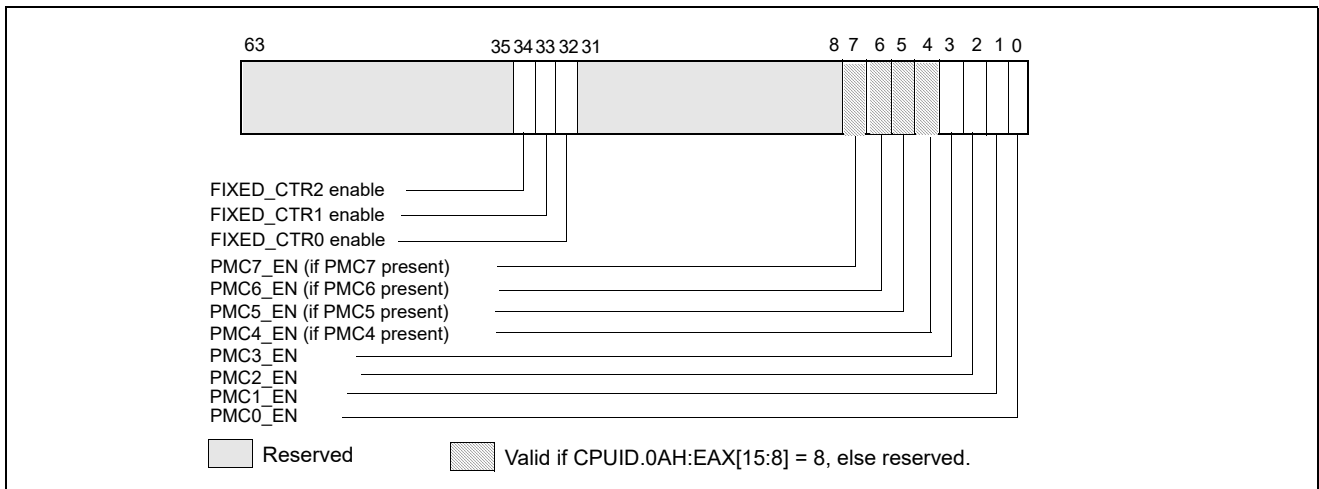 63 35 34 33 32 31 8 7 6 5 4 3 2 1 0
FIXED_CTR2 enable
FIXED_CTR1 enable
FIXED_CTR0 enable
PMC7_EN (if PMC7 present)
PMC6_EN (if PMC6 present)
PMC5_EN (if PMC5 present)
PMC4_EN (if PMC4 present)
PMC3_EN
PMC2_EN
PMC1_EN
PMC0_EN
Reserved Valid if CPUID.0AH:EAX[15:8] = 8, else reserved.